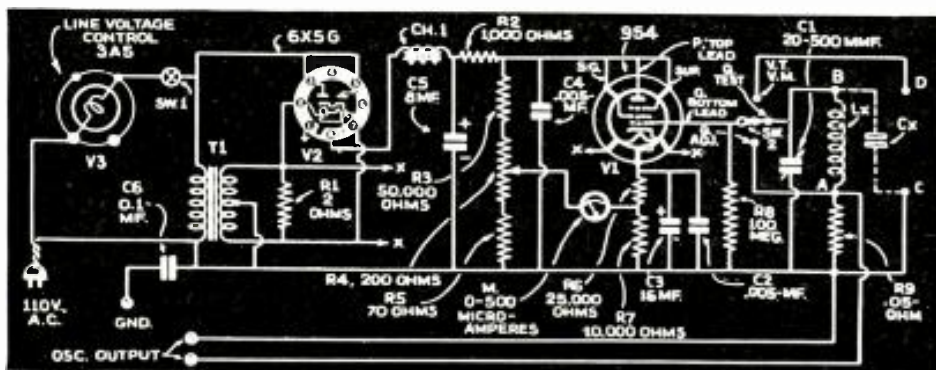 LINE VOLTAGE
CONTROL
3A5
V3
SW.1
6X5G
V2
T1
C6
0.1
MF.
110V.
A.C.
GND.
OSC. OUTPUT
R1
2
OHMS
CH.1
R2
1,000 OHMS
C5
8MF.
R3
50,000
OHMS
R4, 200 OHMS
R5
70 OHMS
C4
.005-
MF.
M.
0-500
MICRO-
AMPERES
954
P. TOP
LEAD
S.G.
SUP.
G.
BOTTOM
LEAD
V1
R6
25,000
OHMS
R7
10,000 OHMS
C3
16MF.
C2
.005-MF.
Q.
TEST
V.T.
V.M.
ADJ.
SW.
2
R8
100
MEG.
C1
20-500 MMF.
B
Lx
A
Cx
D
C
R9
.05-
OHM
X
X
X
X